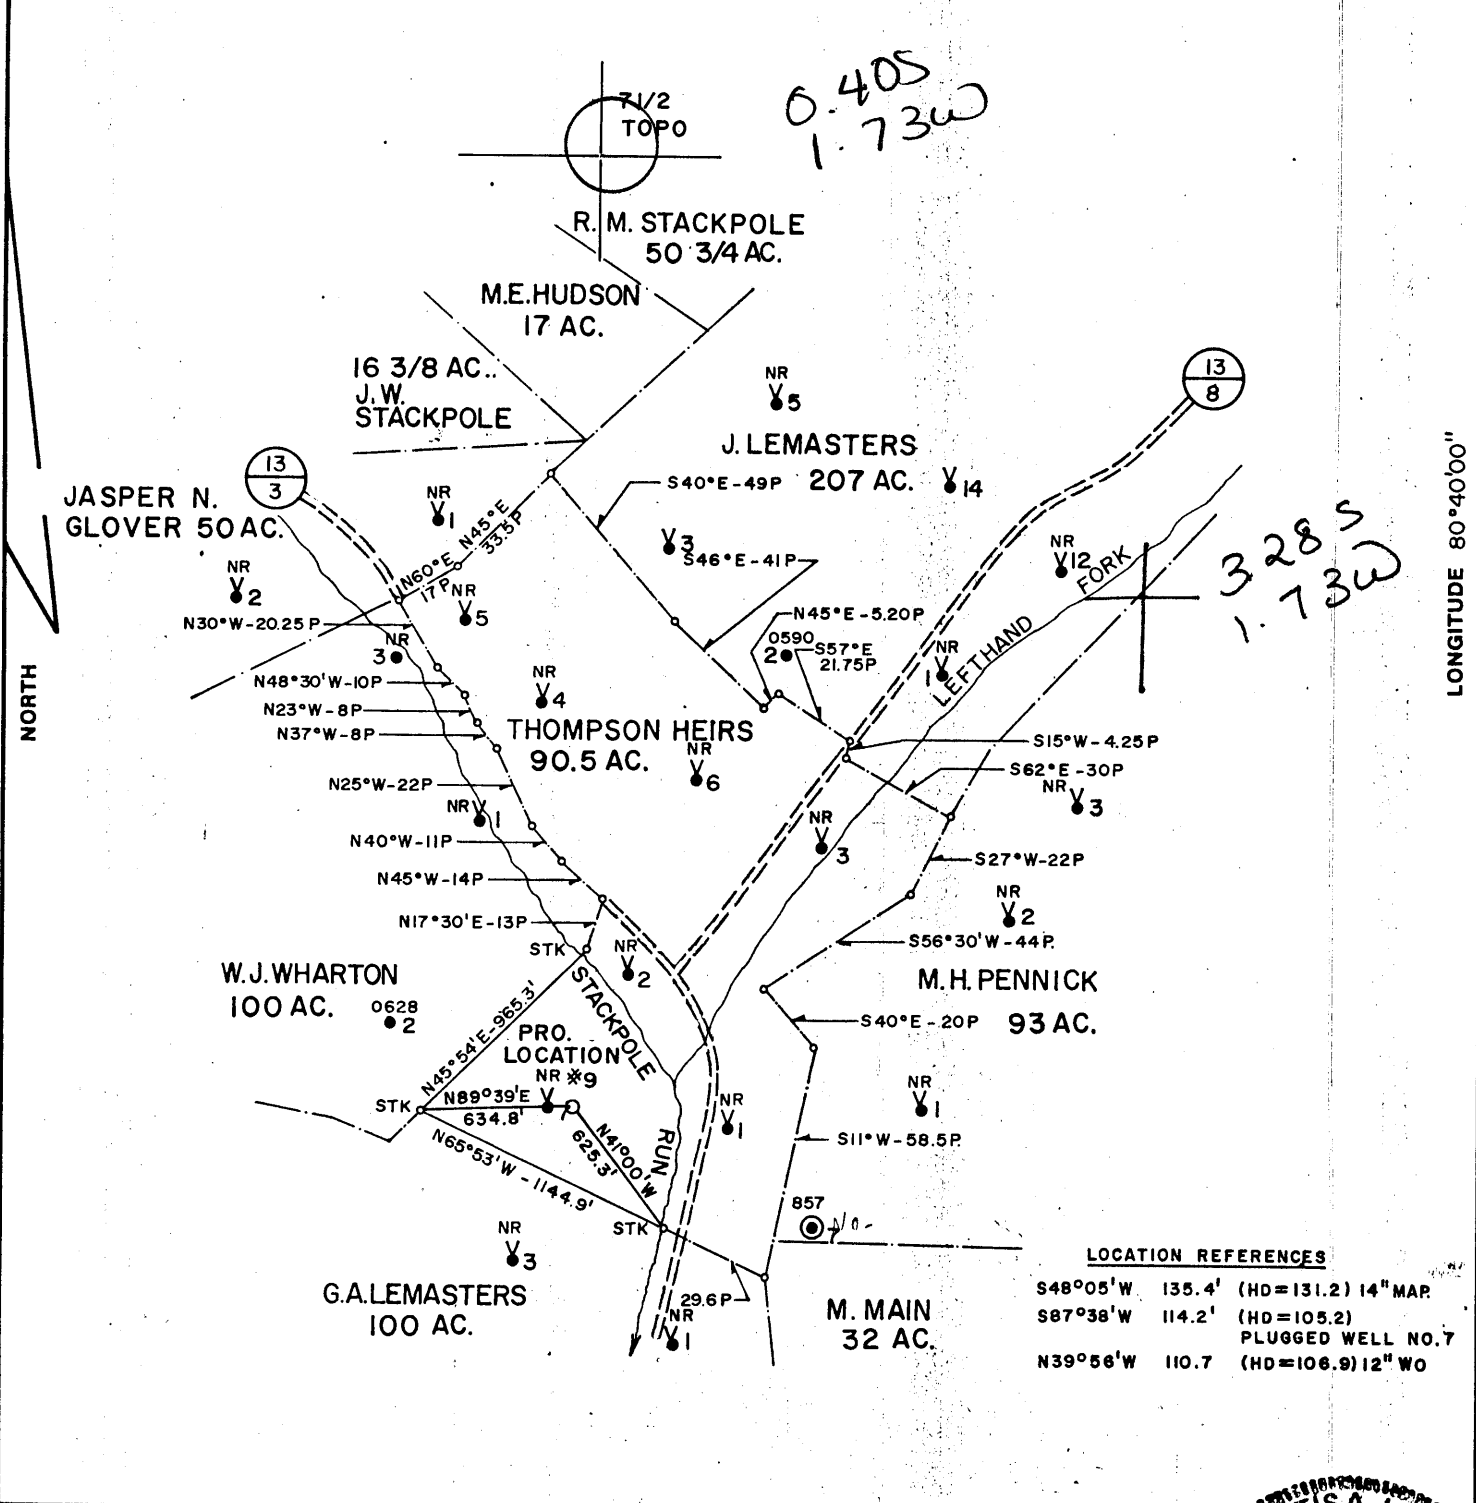 0.40S
1.73W
7 1/2
TOPO
R. M. STACKPOLE
50 3/4 AC.
M.E. HUDSON
17 AC.
16 3/8 AC..
J.W.
STACKPOLE
NR
5
13
8
J. LEMASTERS
207 AC.
S40°E-49P
14
13
3
JASPER N.
GLOVER 50 AC.
NR
1
N45°E
33.5P
3
S46°E-41P
NR
12
FORK
3.28S
1.73W
LONGITUDE 80°40'00"
NR
2
N60°E
17P
NR
5
N30°W-20.25P
NR
3
N45°E-5.20P
0590
2
S57°E
21.75P
NR
1
LEFT HAND
NORTH
N48°30'W-10P
NR
4
N23°W-8P
N37°W-8P
THOMPSON HEIRS
90.5 AC.
NR
6
S15°W-4.25P
S62°E-30P
NR
3
N25°W-22P
NR
1
NR
3
N40°W-11P
S27°W-22P
N45°W-14P
NR
2
N17°30'E-13P
STK
NR
2
S56°30'W-44P.
W.J. WHARTON
100 AC.
0628
2
N45°54'E-965.3'
STACKPOLE
RUN
M.H. PENNICK
93 AC.
S40°E-20P
PRO.
LOCATION
NR #9
7
STK
N89°39'E
634.8'
N41°00'W
625.3'
N65°53'W-1144.9'
NR
1
NR
1
S11°W-58.5P.
STK
857
7
No-
NR
3
G.A. LEMASTERS
100 AC.
29.6P
NR
1
M. MAIN
32 AC.
LOCATION REFERENCES
S48°05'W 135.4' (HD=131.2) 14" MAP.
S87°38'W 114.2' (HD=105.2)
PLUGGED WELL NO.7
N39°56'W 110.7 (HD=106.9) 12" WO